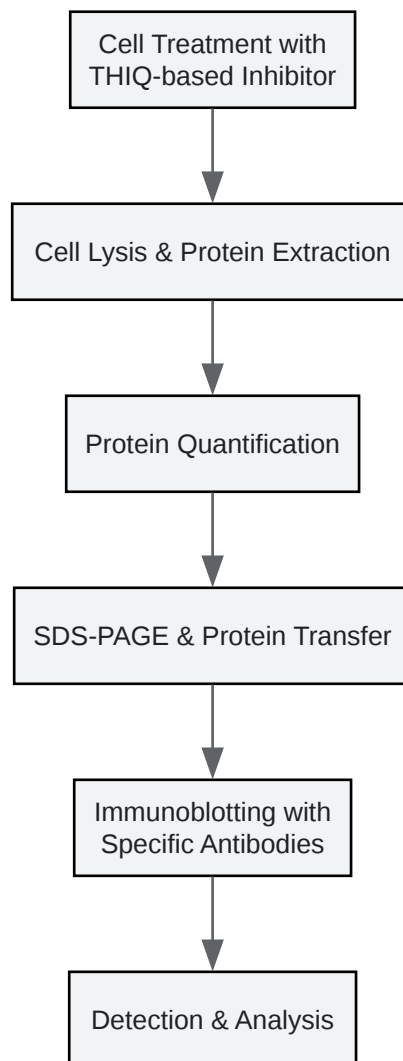 Cell Treatment with
THIQ-based Inhibitor
Cell Lysis & Protein Extraction
Protein Quantification
SDS-PAGE & Protein Transfer
Immunoblotting with
Specific Antibodies
Detection & Analysis